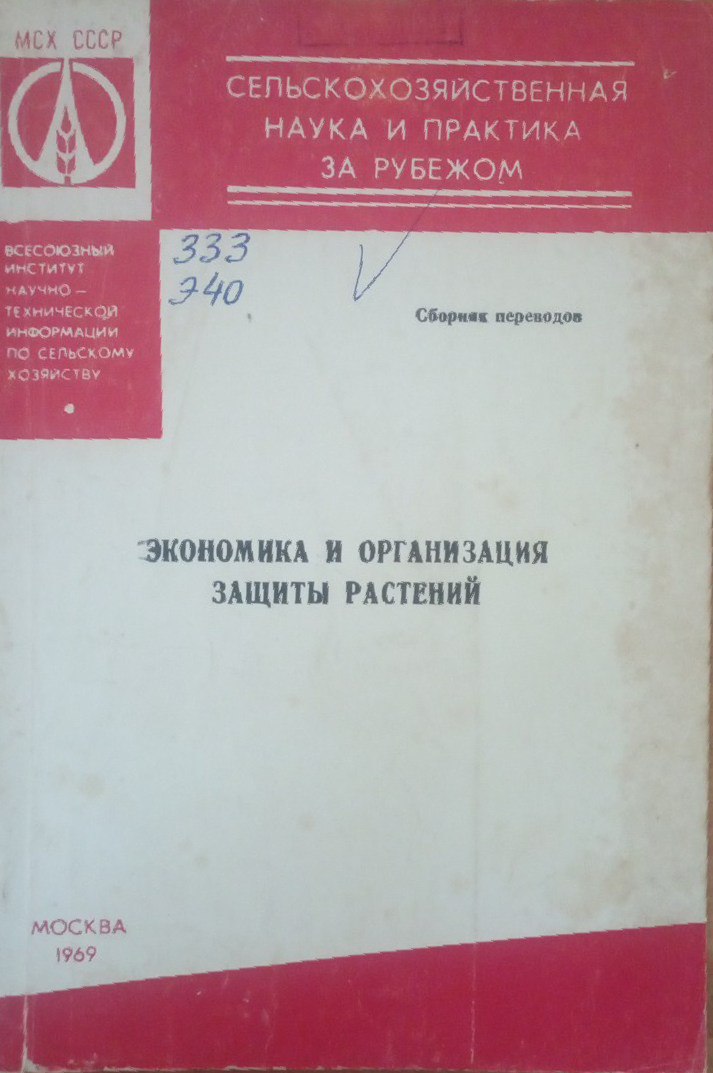 МСХ СССР
СЕЛЬСКОХОЗЯЙСТВЕННАЯ
НАУКА И ПРАКТИКА
ЗА РУБЕЖОМ
ВСЕСОЮЗНЫЙ
ИНСТИТУТ
НАУЧНО —
ТЕХНИЧЕСКОЙ
ИНФОРМАЦИИ
ПО СЕЛЬСКОМУ
ХОЗЯЙСТВУ
333
Э40
Сборник переводов
ЭКОНОМИКА И ОРГАНИЗАЦИЯ
ЗАЩИТЫ РАСТЕНИЙ
МОСКВА
1969